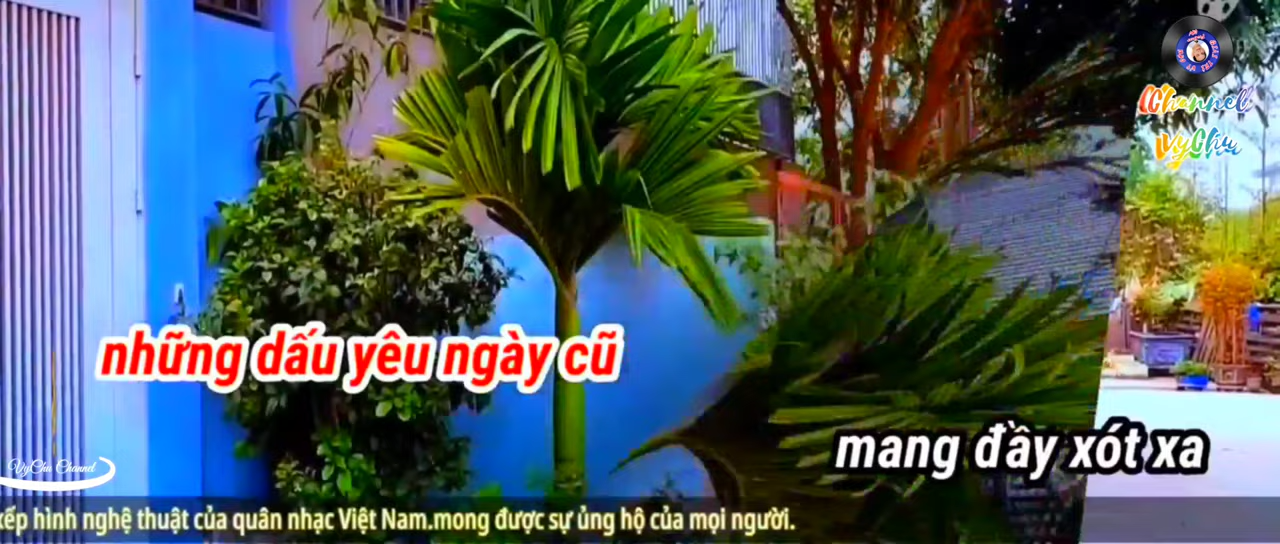 Channel
VyChu
những dấu yêu ngày cũ
mang đầy xót xa
VyChu Channel
xếp hình nghệ thuật của quân nhạc Việt Nam.mong được sự ủng hộ của mọi người.